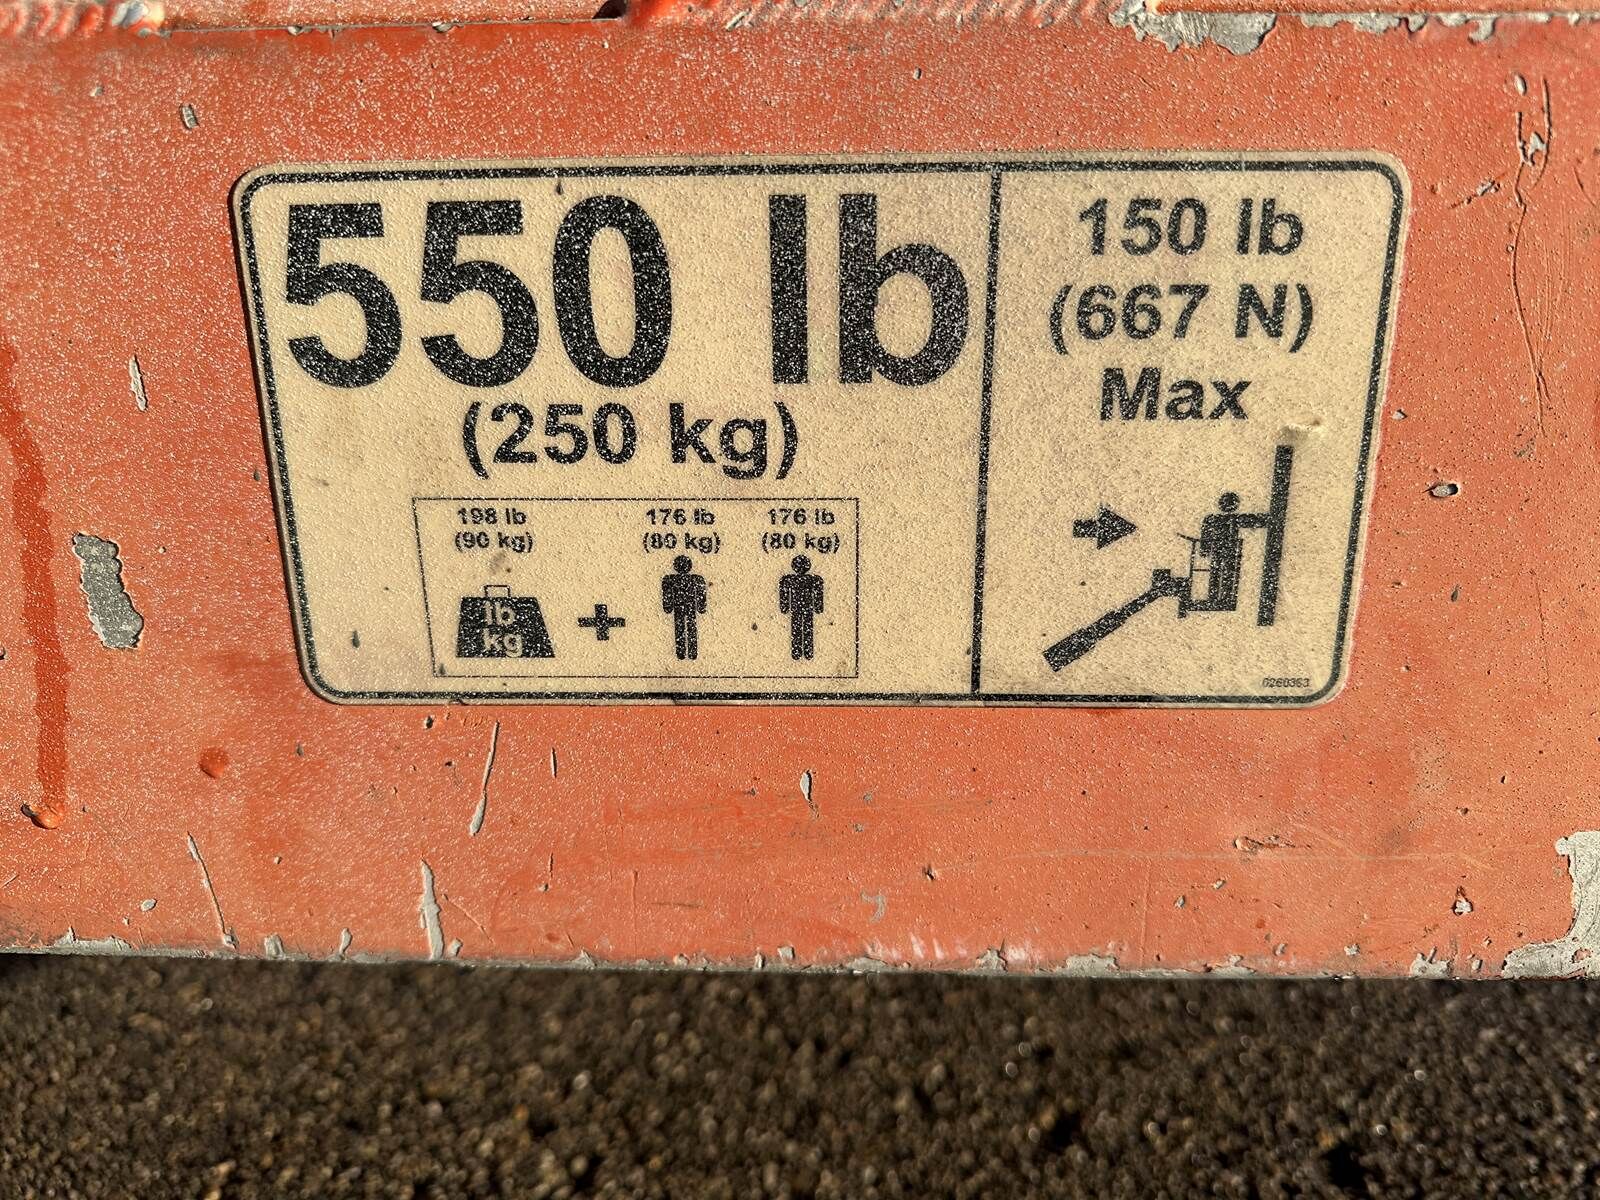 550 lb
(250 kg)
198 lb
(90 kg)
176 lb
(80 kg)
176 lb
(80 kg)
lb
kg
+
150 lb
(667 N)
Max
0260363